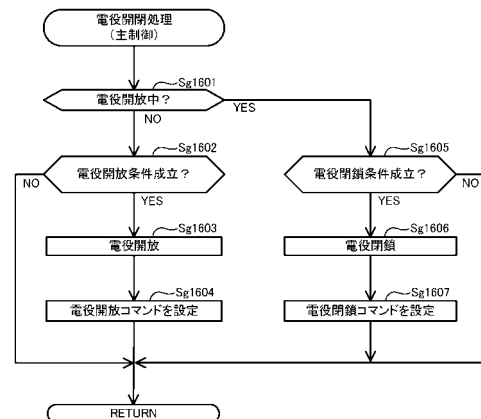 電役開閉処理
(主制御)
Sg1601
電役開放中？
YES
NO
Sg1602
電役開放条件成立？
NO
YES
Sg1605
電役閉鎖条件成立？
NO
YES
Sg1603
電役開放
Sg1606
電役閉鎖
Sg1604
電役開放コマンドを設定
Sg1607
電役閉鎖コマンドを設定
RETURN